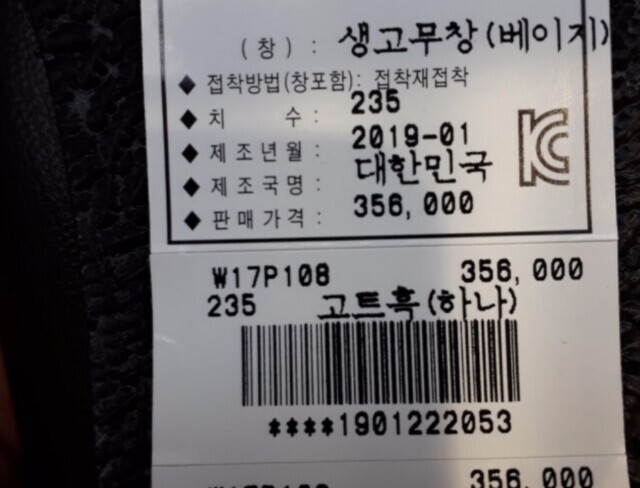 (창) : 생고무창(베이지)
◆ 접착방법(창포함): 접착재접착
◆ 치 수 : 235
◆ 제조년월 : 2019-01
◆ 제조국명 : 대한민국
◆ 판매가격 : 356,000
KC
W17P108 356,000
235 고트흑(하나)
****1901222053
W17P108 356,000